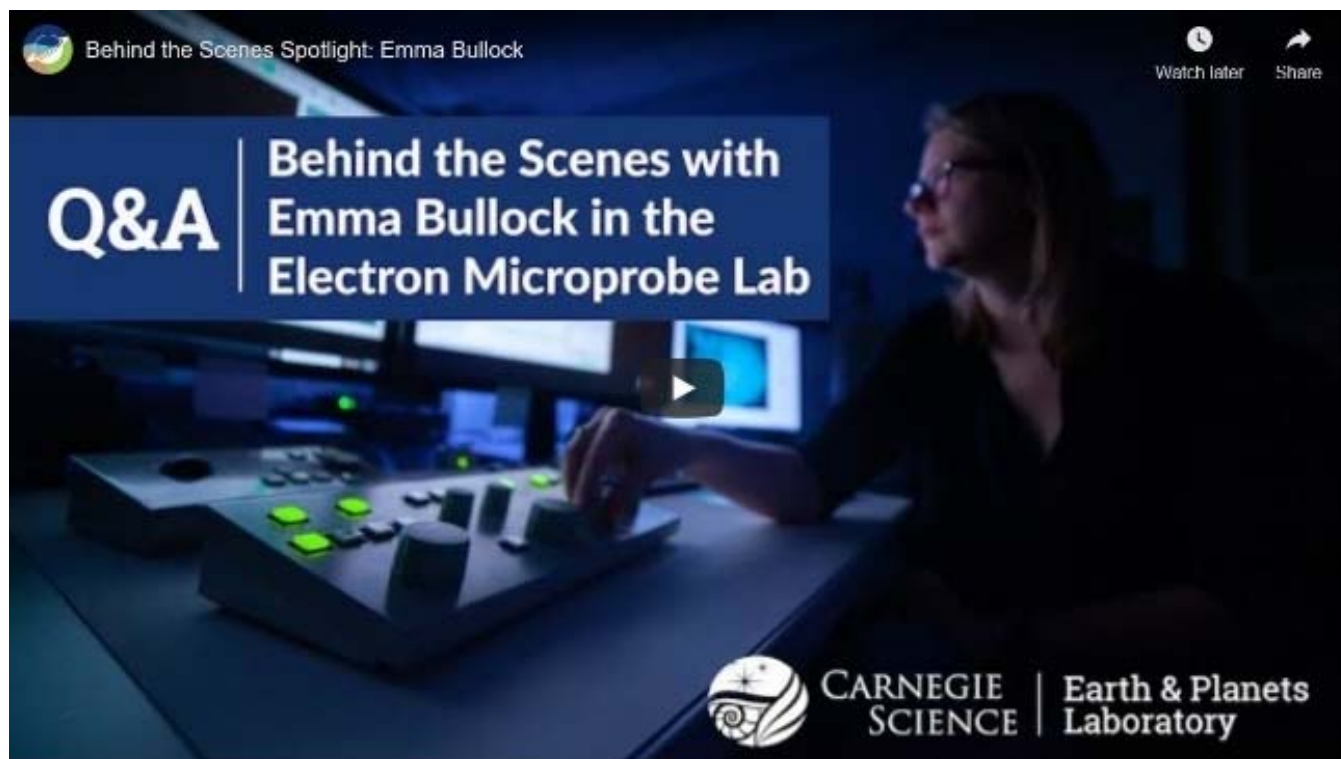 Behind the Scenes Spotlight: Emma Bullock
Watch later
Share
Q&A
Behind the Scenes with
Emma Bullock in the
Electron Microprobe Lab
CARNEGIE
SCIENCE
Earth & Planets
Laboratory